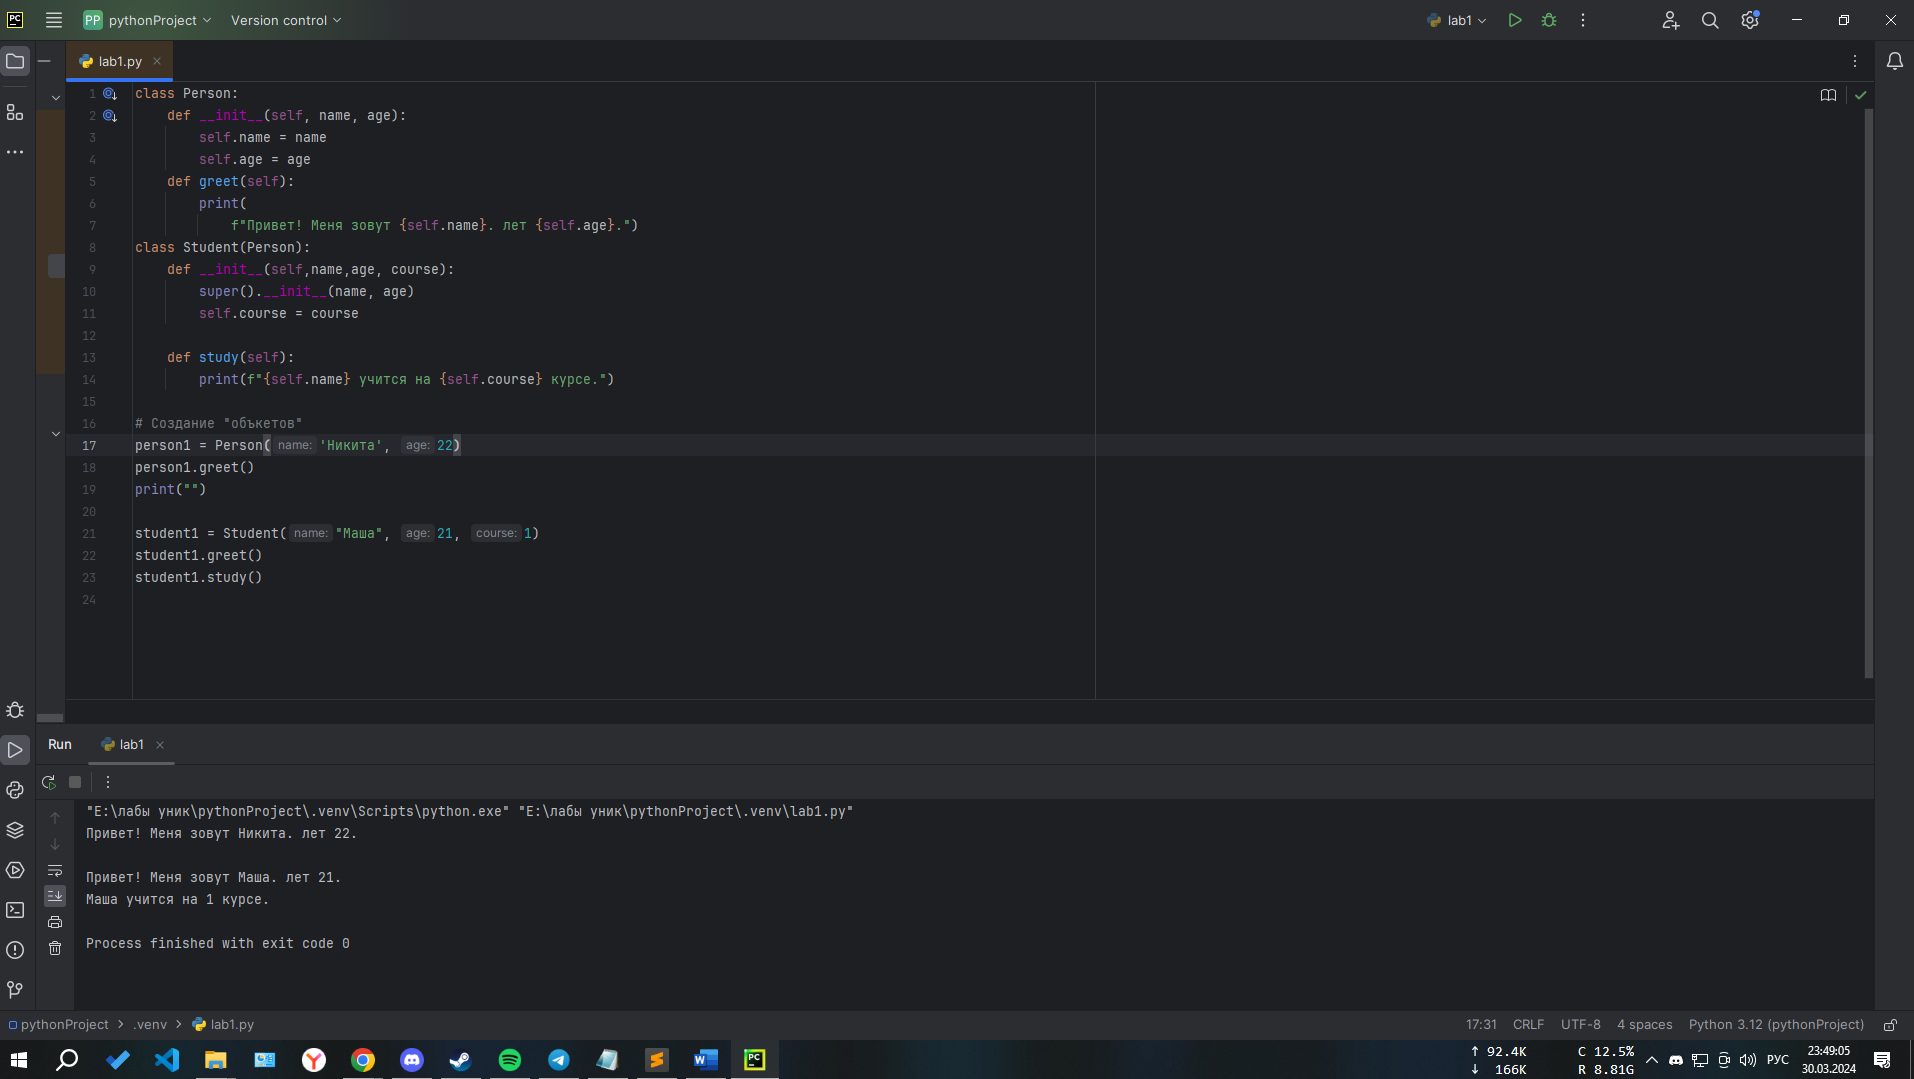 PC
PP pythonProject Version control lab1
lab1.py
1 class Person:
2 def __init__(self, name, age):
3 self.name = name
4 self.age = age
5 def greet(self):
6 print(
7 f"Привет! Меня зовут {self.name}. лет {self.age}.")
8 class Student(Person):
9 def __init__(self,name,age, course):
10 super().__init__(name, age)
11 self.course = course
12
13 def study(self):
14 print(f"{self.name} учится на {self.course} курсе.")
15
16 # Создание "обькетов"
17 person1 = Person( name: 'Никита', age: 22)
18 person1.greet()
19 print("")
20
21 student1 = Student( name: "Маша", age: 21, course: 1)
22 student1.greet()
23 student1.study()
24
Run lab1
"E:\лабы уник\pythonProject\.venv\Scripts\python.exe" "E:\лабы уник\pythonProject\.venv\lab1.py"
Привет! Меня зовут Никита. лет 22.
Привет! Меня зовут Маша. лет 21.
Маша учится на 1 курсе.
Process finished with exit code 0
pythonProject > .venv > lab1.py 17:31 CRLF UTF-8 4 spaces Python 3.12 (pythonProject)
↑ 92.4K C 12.5% РУС 23:49:05
↓ 166K R 8.81G 30.03.2024